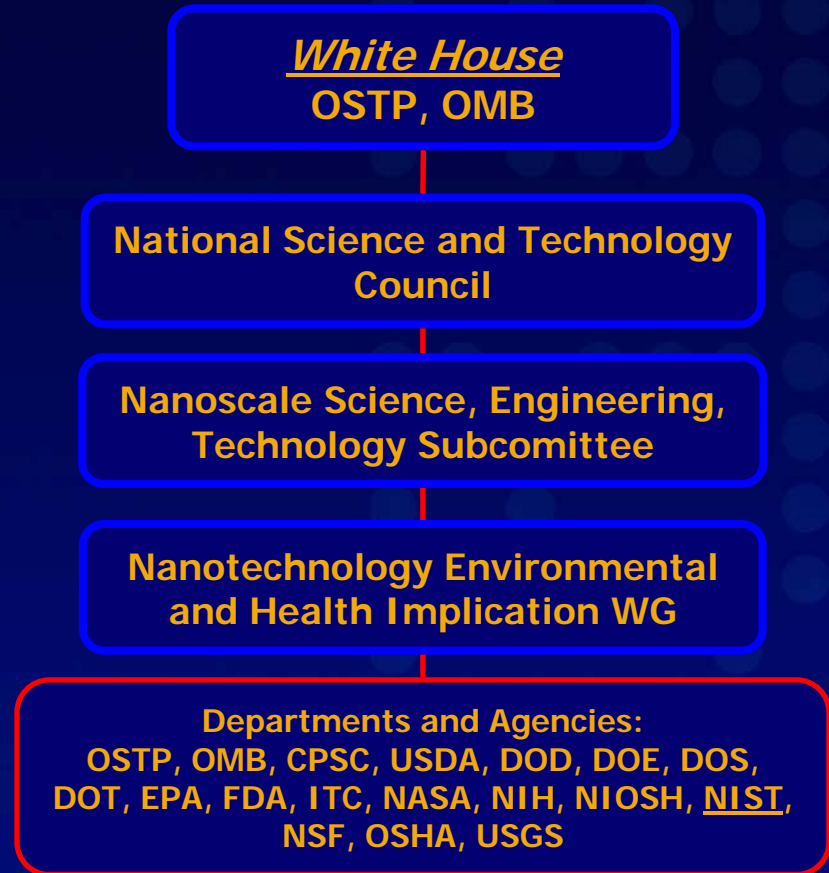 White House
OSTP, OMB
National Science and Technology
Council
Nanoscale Science, Engineering,
Technology Subcomittee
Nanotechnology Environmental
and Health Implication WG
Departments and Agencies:
OSTP, OMB, CPSC, USDA, DOD, DOE, DOS,
DOT, EPA, FDA, ITC, NASA, NIH, NIOSH, NIST,
NSF, OSHA, USGS